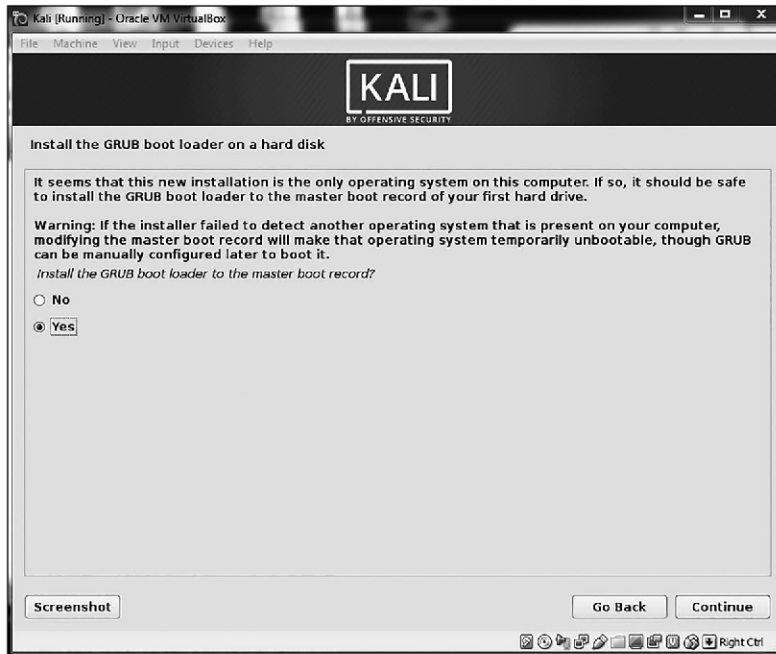 Kali [Running] - Oracle VM VirtualBox
File Machine View Input Devices Help
KALI
BY OFFENSIVE SECURITY
Install the GRUB boot loader on a hard disk
It seems that this new installation is the only operating system on this computer. If so, it should be safe
to install the GRUB boot loader to the master boot record of your first hard drive.
Warning: If the installer failed to detect another operating system that is present on your computer,
modifying the master boot record will make that operating system temporarily unbootable, though GRUB
can be manually configured later to boot it.
Install the GRUB boot loader to the master boot record?
No
Yes
Screenshot
Go Back
Continue
Right Ctrl